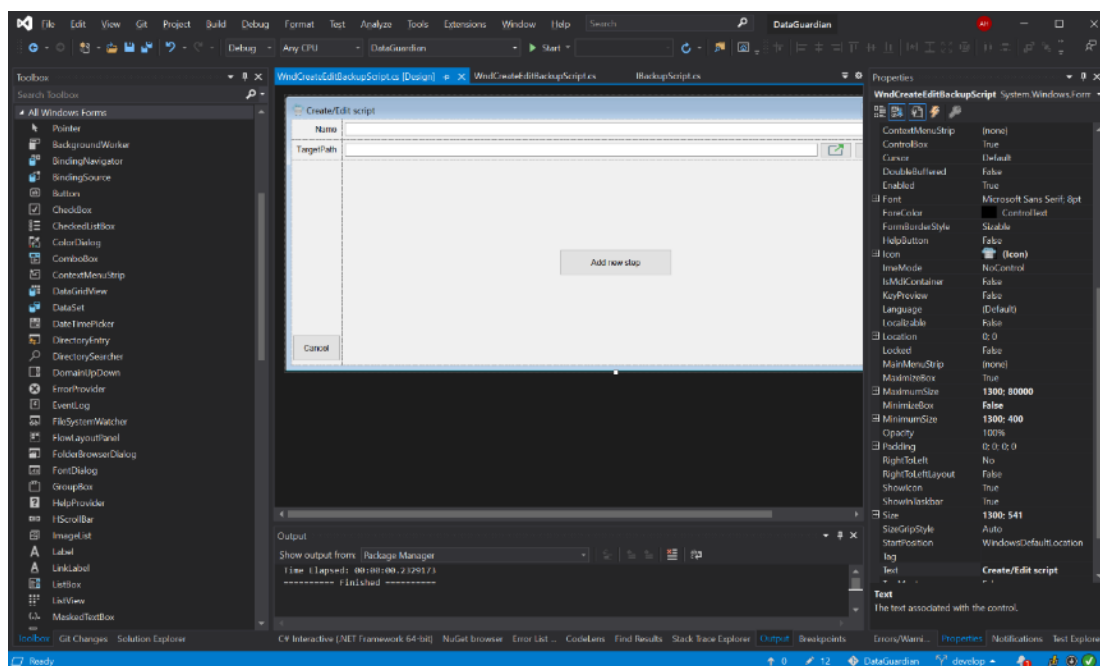 File Edit View Git Project Build Debug Format Test Analyze Tools Extensions Window Help Search DataGuardian
Debug Any CPU DataGuardian Start
Toolbox
Search Toolbox
All Windows Forms
Pointer
BackgroundWorker
BindingNavigator
BindingSource
Button
CheckBox
CheckedListBox
ColorDialog
ComboBox
ContextMenuStrip
DataGridView
DataSet
DateTimePicker
DirectoryEntry
DirectorySearcher
DomainUpDown
ErrorProvider
EventLog
FileSystemWatcher
FlowLayoutPanel
FolderBrowserDialog
FontDialog
GroupBox
HelpProvider
HScrollBar
ImageList
Label
LinkLabel
ListBox
ListView
MaskedTextBox
Toolbox Git Changes Solution Explorer
WndCreateEditBackupScript.cs [Design] WndCreateEditBackupScript.cs IBackupScript.cs
Create/Edit script
Name
TargetPath
Add new step
Cancel
Output
Show output from: Package Manager
Time Elapsed: 00:00:00.2329173
========== Finished ==========
C# Interactive (.NET Framework 64-bit) NuGet browser Error List ... CodeLens Find Results Stack Trace Explorer Output Breakpoints
Properties
WndCreateEditBackupScript System.Windows.Form
ContextMenuStrip (none)
ControlBox True
Cursor Default
DoubleBuffered False
Enabled True
Font Microsoft Sans Serif; 8pt
ForeColor ControlText
FormBorderStyle Sizable
HelpButton False
Icon (Icon)
ImeMode NoControl
IsMdiContainer False
KeyPreview False
Language (Default)
Localizable False
Location 0; 0
Locked False
MainMenuStrip (none)
MaximizeBox True
MaximumSize 1300; 80000
MinimizeBox False
MinimumSize 1300; 400
Opacity 100%
Padding 0; 0; 0; 0
RightToLeft No
RightToLeftLayout False
ShowIcon True
ShowInTaskbar True
Size 1300; 541
SizeGripStyle Auto
StartPosition WindowsDefaultLocation
Tag
Text Create/Edit script
Text
The text associated with the control.
Errors/Warni... Properties Notifications Test Explore
Ready 0 12 DataGuardian develop